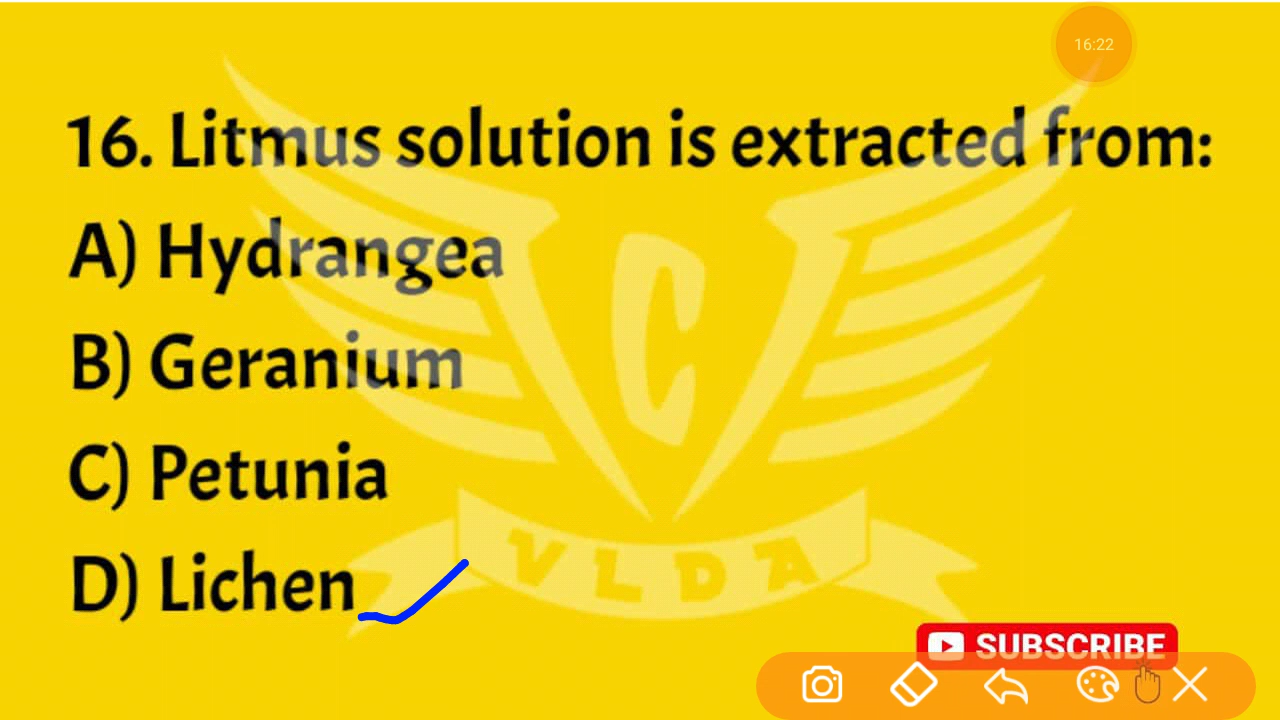 16:22
16. Litmus solution is extracted from:
A) Hydrangea
B) Geranium
C) Petunia
D) Lichen
C
VLDA
SUBSCRIBE